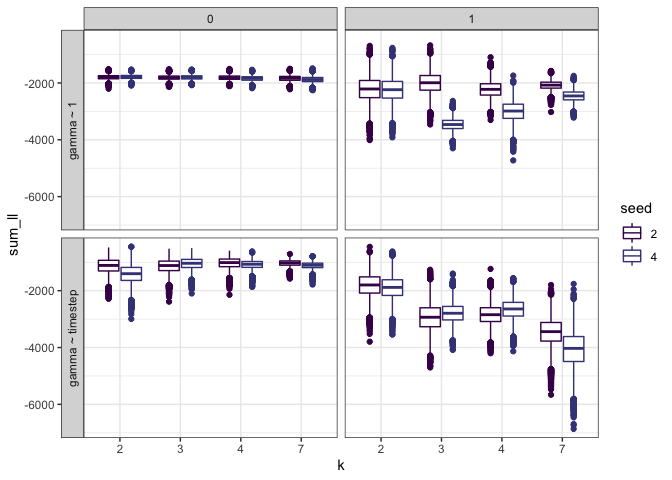 0 1
gamma ~ 1
-2000
-4000
-6000
gamma ~ timestep
-2000
-4000
-6000
sum_ll
2 3 4 7 2 3 4 7
k
seed
2
4